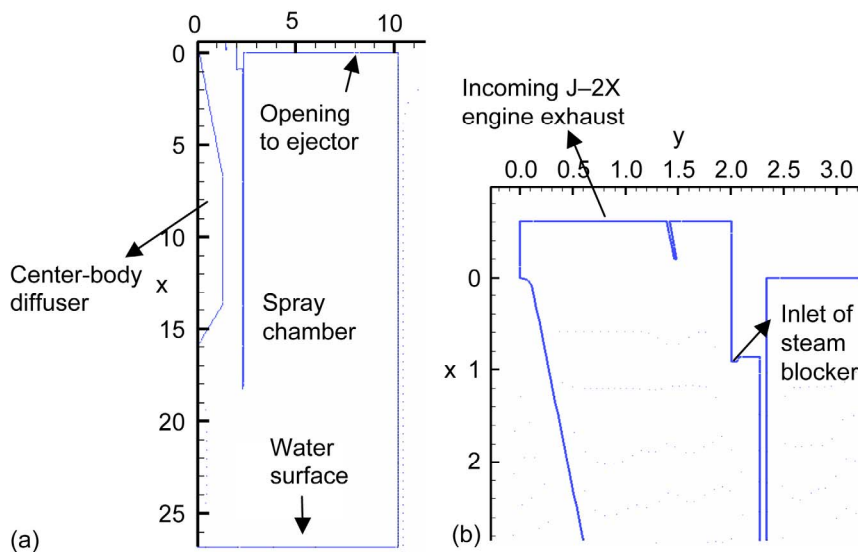 0 5 10
0
Opening
to ejector
5
10
Center-body
diffuser
x
Spray
chamber
15
20
Water
surface
25
(a)
Incoming J–2X
engine exhaust
y
0.0 0.5 1.0 1.5 2.0 2.5 3.0
0
Inlet of
steam
blocker
x 1
2
(b)